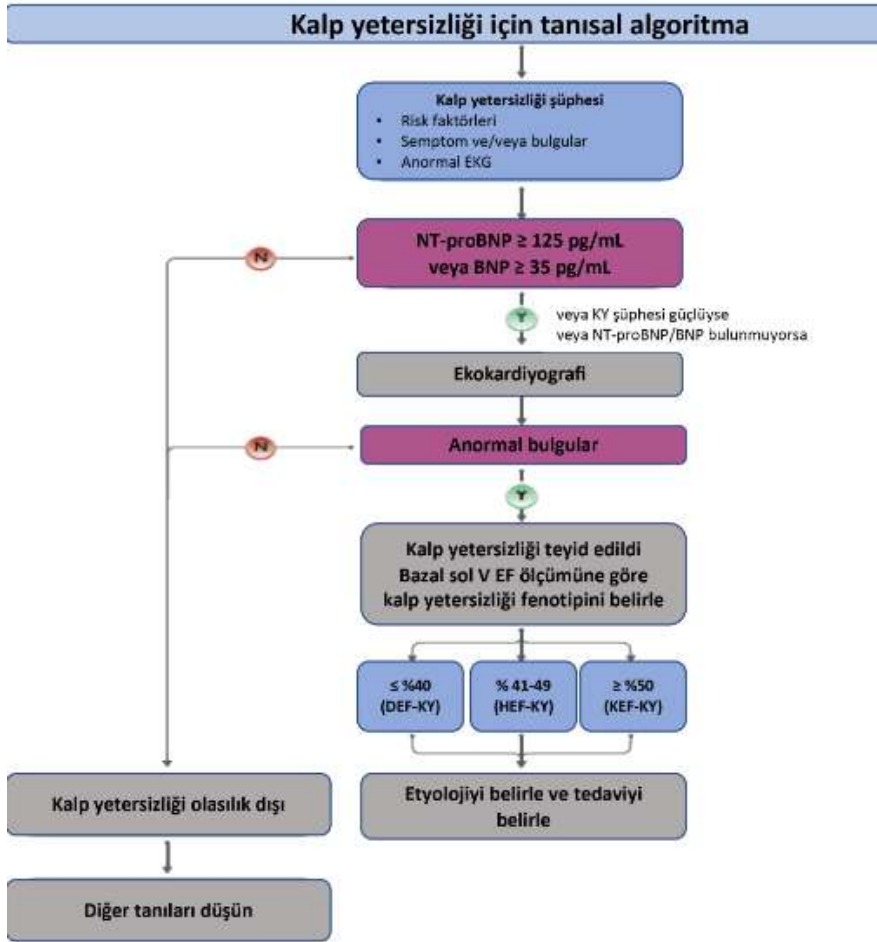 Kalp yetersizliği için tanısal algoritma
Kalp yetersizliği şüphesi
• Risk faktörleri
• Semptom ve/veya bulgular
• Anormal EKG
NT-proBNP ≥ 125 pg/mL
veya BNP ≥ 35 pg/mL
N
Y
veya KY şüphesi güçlüyse
veya NT-proBNP/BNP bulunmuyorsa
Ekokardiyografi
N
Anormal bulgular
Y
Kalp yetersizliği teyid edildi
Bazal sol V EF ölçümüne göre
kalp yetersizliği fenotipini belirle
≤ %40
(DEF-KY)
% 41-49
(HEF-KY)
≥ %50
(KEF-KY)
Etyolojiyi belirle ve tedaviyi
belirle
Kalp yetersizliği olasılık dışı
Diğer tanıları düşün